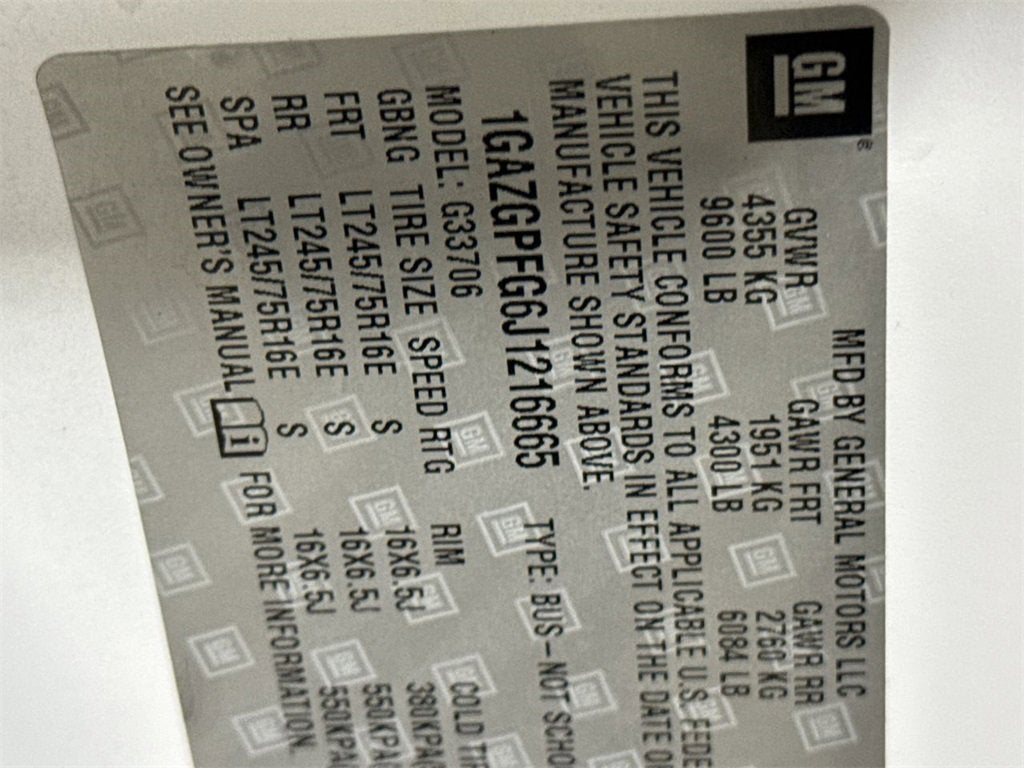 GM
MFD BY GENERAL MOTORS LLC
GVWR GAWR FRT GAWR RR
4355 KG 1951 KG 2760 KG
9600 LB 4300 LB 6084 LB
THIS VEHICLE CONFORMS TO ALL APPLICABLE U.S. FEDE
VEHICLE SAFETY STANDARDS IN EFFECT ON THE DATE O
MANUFACTURE SHOWN ABOVE.
1GAZGPFG6J1216665 TYPE: BUS-NOT SCHO
MODEL: G33706
GBNG TIRE SIZE SPEED RTG RIM COLD TIR
FRT LT245/75R16E S 16X6.5J 380KPA
RR LT245/75R16E S 16X6.5J 550KPA
SPA LT245/75R16E S 16X6.5J 550KPA
SEE OWNER'S MANUAL FOR MORE INFORMATION.